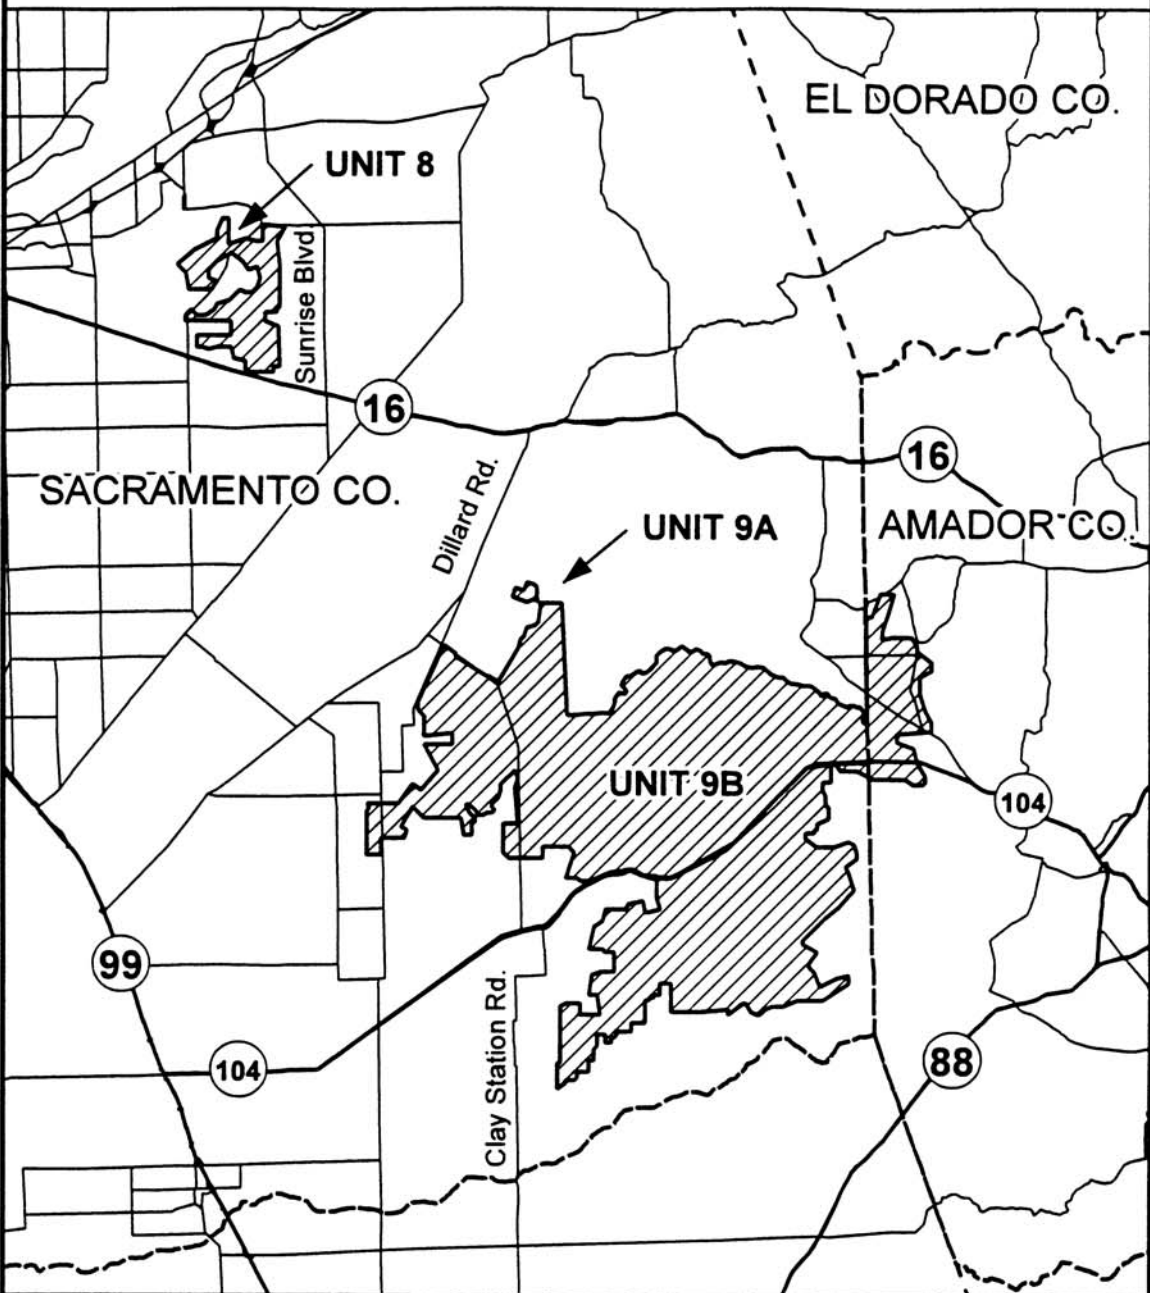 EL DORADO CO.
UNIT 8
Sunrise Blvd.
16
16
SACRAMENTO CO.
Dillard Rd.
UNIT 9A
AMADOR CO.
UNIT 9B
104
99
Clay Station Rd.
104
88